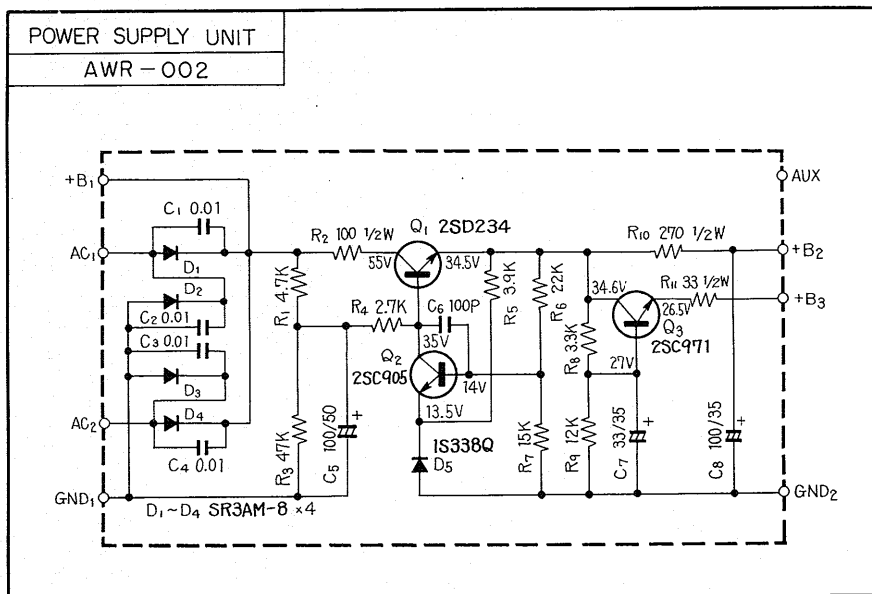 POWER SUPPLY UNIT
AWR-002
+B1
AUX
C1 0.01
Q1 2SD234
R2 100 1/2W
R10 270 1/2W
AC1
55V
34.5V
+B2
D1
D2
R1 4.7K
R4 2.7K
C6 100P
R5 3.9K
R6 22K
34.6V
R11 33 1/2W
26.5V
+B3
C2 0.01
C3 0.01
35V
Q3
2SC971
Q2
2SC905
R8 3.3K
27V
D3
14V
13.5V
AC2
D4
R3 47K
C5 100/50
+
1S338Q
D5
R7 15K
R9 12K
C7 33/35
+
C8 100/35
+
C4 0.01
GND1
D1~D4 SR3AM-8 ×4
GND2